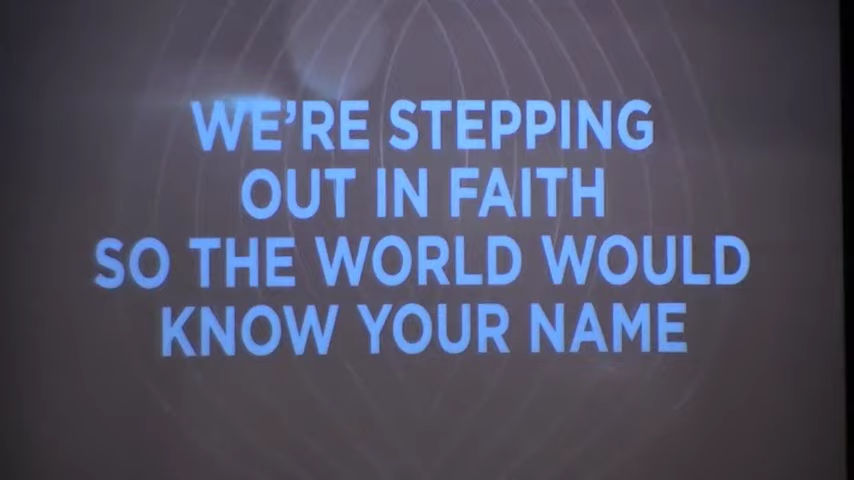 WE'RE STEPPING
OUT IN FAITH
SO THE WORLD WOULD
KNOW YOUR NAME